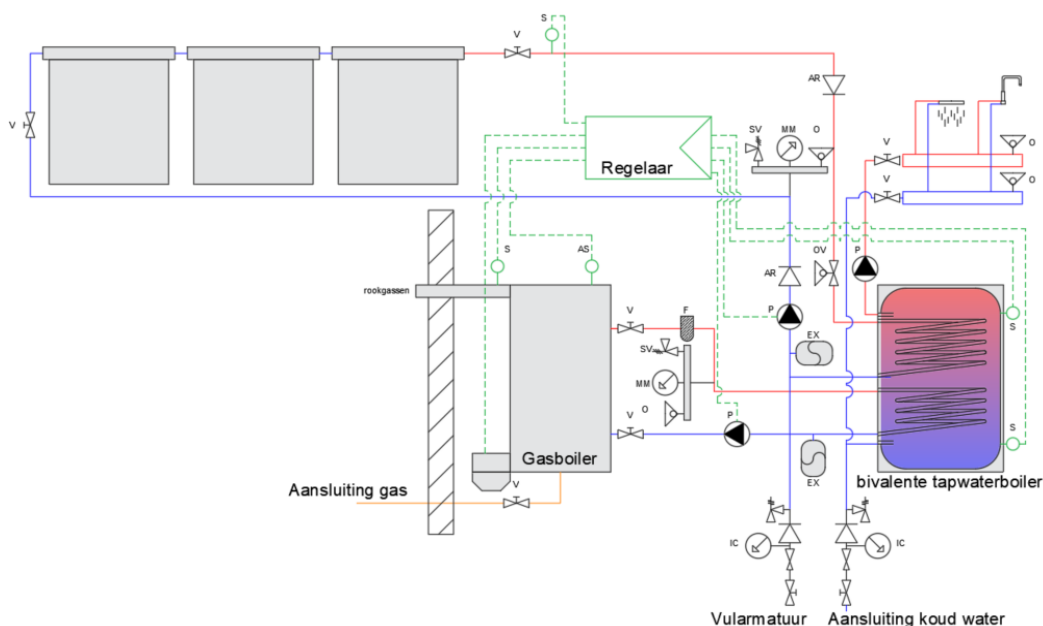 S
V
AR
SV
MM
O
V
O
V
V
O
Regelaar
S
AS
AR
OV
P
rookgassen
V
F
P
S
EX
SV
MM
O
V
P
S
Gasboiler
EX
bivalente tapwaterboiler
Aansluiting gas
V
IC
IC
Vularmatuur
Aansluiting koud water